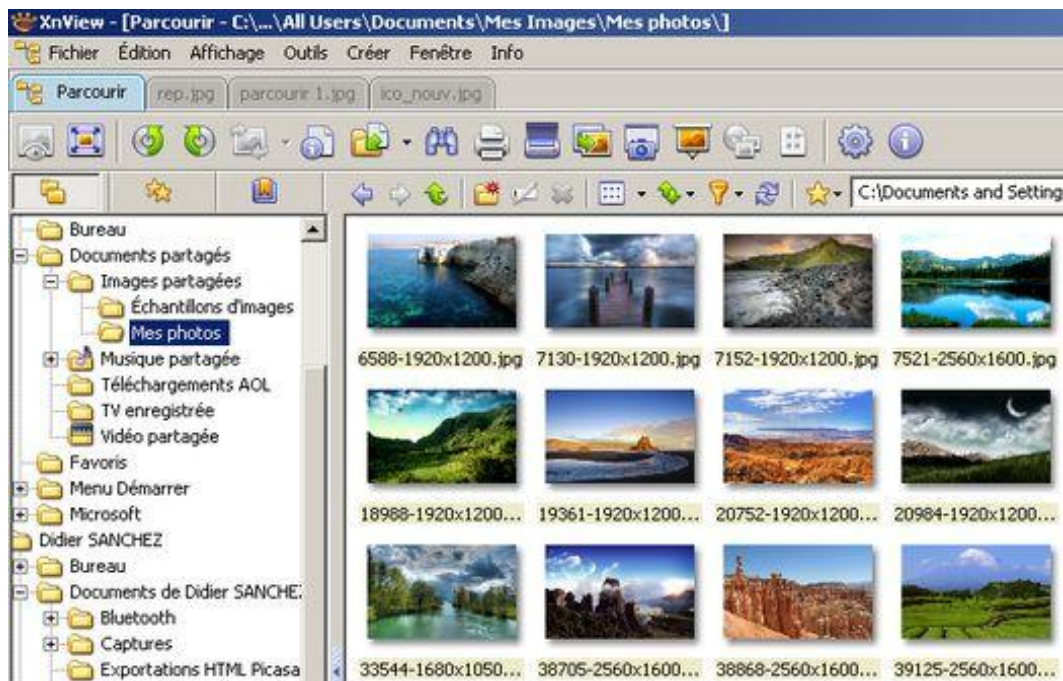 XnView - [Parcourir - C:\...\All Users\Documents\Mes Images\Mes photos\]
Fichier Édition Affichage Outils Créer Fenêtre Info
Parcourir rep.jpg parcourir 1.jpg ico_nouv.jpg
C:\Documents and Setting
Bureau
Documents partagés
Images partagées
Échantillons d'images
Mes photos
Musique partagée
Téléchargements AOL
TV enregistrée
Vidéo partagée
Favoris
Menu Démarrer
Microsoft
Didier SANCHEZ
Bureau
Documents de Didier SANCHE
Bluetooth
Captures
Exportations HTML Picasa
6588-1920x1200.jpg 7130-1920x1200.jpg 7152-1920x1200.jpg 7521-2560x1600.jpg
18988-1920x1200... 19361-1920x1200... 20752-1920x1200... 20984-1920x1200...
33544-1680x1050... 38705-2560x1600... 38868-2560x1600... 39125-2560x1600...